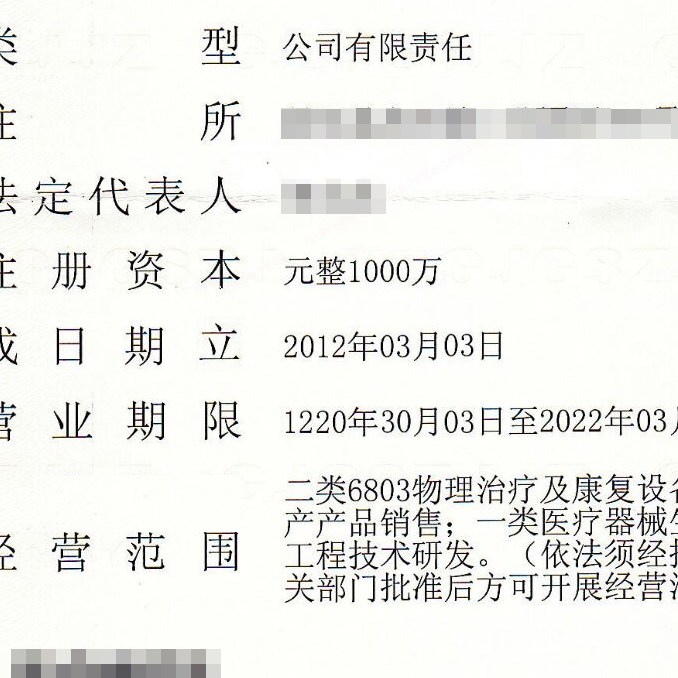 类型 公司有限责任
住所
法定代表人
注册资本 元整1000万
成日期立 2012年03月03日
营业期限 1220年30月03日至2022年03月
二类6803物理治疗及康复设备
产产品销售；一类医疗器械生
经营范围 工程技术研发。（依法须经批
关部门批准后方可开展经营活